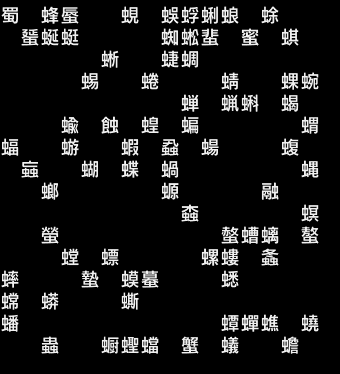 蜀 蜂蜃 蜆 蜈蜉蜊蜋 蜍
蜑蜒蜓 蜘蜙蜚 蜜 蜞
蜥 蜨蜩
蜴 蜷 蜻 蜾蜿
蝉 蝋蝌 蝎
蝓 蝕 蝗 蝙 蝟
蝠 蝣 蝦 蝨 蝪 蝮
蝱 蝴 蝶 蝸 蝿
螂 螈 融
螙 螟
螢 螫螬螭 螯
螳 螵 螺螻 螽
蟀 蟄 蟆蟇 蟋
蟐 蟒 蟖
蟠 蟫蟬蟭 蟯
蟲 蟵蟶蟷 蟹 蟻 蟾